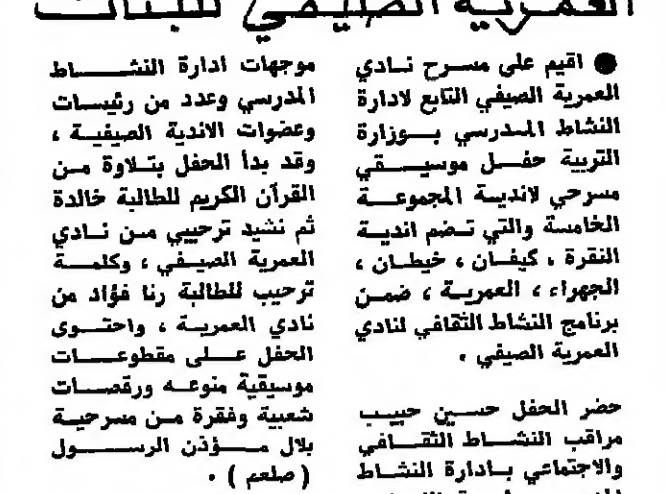 العمرية الصيفي للبنات
● اقيم على مسرح نادي
العمرية الصيفي التابع لادارة
النشاط المدرسي بوزارة
التربية حفل موسيقي
مسرحي لاندية المجموعة
الخامسة والتي تضم اندية
النقرة ، كيفان ، خيطان ،
الجهراء ، العمرية ، ضمن
برنامج النشاط الثقافي لنادي
العمرية الصيفي .
حضر الحفل حسين حبيب
مراقب النشاط الثقافي
والاجتماعي بادارة النشاط
موجهات ادارة النشاط
المدرسي وعدد من رئيسات
وعضوات الاندية الصيفية ،
وقد بدأ الحفل بتلاوة من
القرآن الكريم للطالبة خالدة
ثم نشيد ترحيبي من نادي
العمرية الصيفي ، وكلمة
ترحيب للطالبة رنا فؤاد من
نادي العمرية ، واحتوى
الحفل على مقطوعات
موسيقية منوعه ورقصات
شعبية وفقرة من مسرحية
بلال مؤذن الرسول
( صلعم ) .